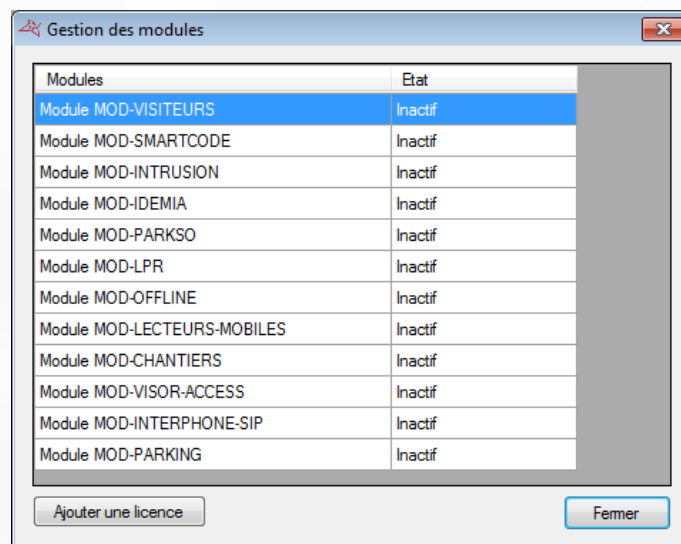 Gestion des modules
Modules Etat
Module MOD-VISITEURS Inactif
Module MOD-SMARTCODE Inactif
Module MOD-INTRUSION Inactif
Module MOD-IDEMIA Inactif
Module MOD-PARKSO Inactif
Module MOD-LPR Inactif
Module MOD-OFFLINE Inactif
Module MOD-LECTEURS-MOBILES Inactif
Module MOD-CHANTIERS Inactif
Module MOD-VISOR-ACCESS Inactif
Module MOD-INTERPHONE-SIP Inactif
Module MOD-PARKING Inactif
Ajouter une licence Fermer